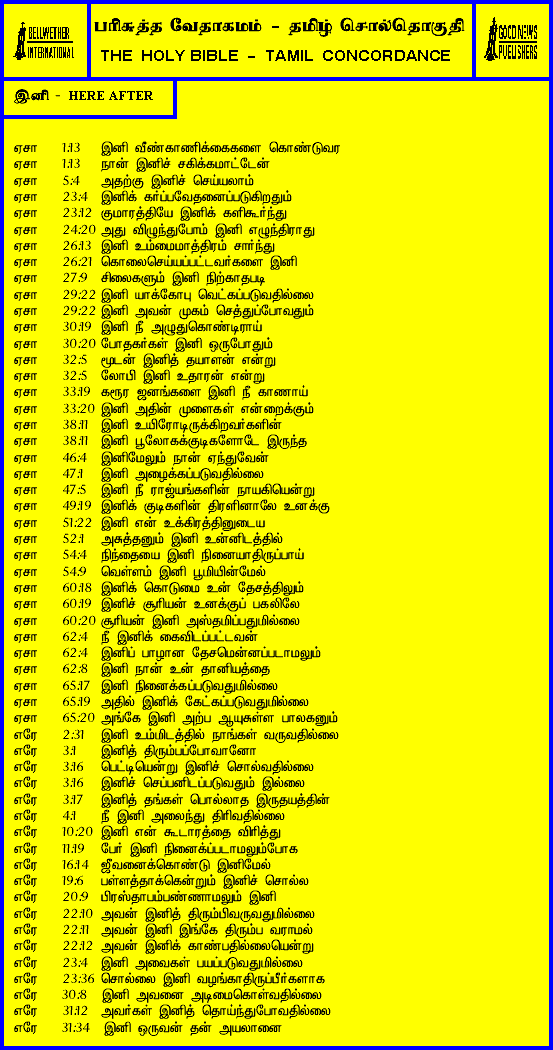 BELLWETHER
INTERNATIONAL
பரிசுத்த வேதாகமம் - தமிழ் சொல்தொகுதி
THE HOLY BIBLE - TAMIL CONCORDANCE
GOOD NEWS
PUBLISHERS
இனி - HERE AFTER
ஏசா 1:13 இனி வீண்காணிக்கைகளை கொண்டுவர
ஏசா 1:13 நான் இனிச் சகிக்கமாட்டேன்
ஏசா 5:4 அதற்கு இனிச் செய்யலாம்
ஏசா 23:4 இனிக் கர்ப்பவேதனைப்படுகிறதும்
ஏசா 23:12 குமாரத்தியே இனிக் களிகூர்ந்து
ஏசா 24:20 அது விழுந்துபோம் இனி எழுந்திராது
ஏசா 26:13 இனி உம்மைமாத்திரம் சார்ந்து
ஏசா 26:21 கொலைசெய்யப்பட்டவர்களை இனி
ஏசா 27:9 சிலைகளும் இனி நிற்காதபடி
ஏசா 29:22 இனி யாக்கோபு வெட்கப்படுவதில்லை
ஏசா 29:22 இனி அவன் முகம் செத்துப்போவதும்
ஏசா 30:19 இனி நீ அழுதுகொண்டிராய்
ஏசா 30:20 போதகர்கள் இனி ஒருபோதும்
ஏசா 32:5 மூடன் இனித் தயாளன் என்று
ஏசா 32:5 லோபி இனி உதாரன் என்று
ஏசா 33:19 கரூர ஜனங்களை இனி நீ காணாய்
ஏசா 33:20 இனி அதின் முளைகள் என்றைக்கும்
ஏசா 38:11 இனி உயிரோடிருக்கிறவர்களின்
ஏசா 38:11 இனி பூலோகக்குடிகளோடே இருந்த
ஏசா 46:4 இனிமேலும் நான் ஏந்துவேன்
ஏசா 47:1 இனி அழைக்கப்படுவதில்லை
ஏசா 47:5 இனி நீ ராஜ்யங்களின் நாயகியென்று
ஏசா 49:19 இனிக் குடிகளின் திரளினாலே உனக்கு
ஏசா 51:22 இனி என் உக்கிரத்தினுடைய
ஏசா 52:1 அசுத்தனும் இனி உன்னிடத்தில்
ஏசா 54:4 நிந்தையை இனி நினையாதிருப்பாய்
ஏசா 54:9 வெள்ளம் இனி பூமியின்மேல்
ஏசா 60:18 இனிக் கொடுமை உன் தேசத்திலும்
ஏசா 60:19 இனிச் சூரியன் உனக்குப் பகலிலே
ஏசா 60:20 சூரியன் இனி அஸ்தமிப்பதுமில்லை
ஏசா 62:4 நீ இனிக் கைவிடப்பட்டவன்
ஏசா 62:4 இனிப் பாழான தேசமென்னப்படாமலும்
ஏசா 62:8 இனி நான் உன் தானியத்தை
ஏசா 65:17 இனி நினைக்கப்படுவதுமில்லை
ஏசா 65:19 அதில் இனிக் கேட்கப்படுவதுமில்லை
ஏசா 65:20 அங்கே இனி அற்ப ஆயுசுள்ள பாலகனும்
எரே 2:31 இனி உம்மிடத்தில் நாங்கள் வருவதில்லை
எரே 3:1 இனித் திரும்பப்போவானோ
எரே 3:16 பெட்டியென்று இனிச் சொல்வதில்லை
எரே 3:16 இனிச் செப்பனிடப்படுவதும் இல்லை
எரே 3:17 இனித் தங்கள் பொல்லாத இருதயத்தின்
எரே 4:1 நீ இனி அலைந்து திரிவதில்லை
எரே 10:20 இனி என் கூடாரத்தை விரித்து
எரே 11:19 பேர் இனி நினைக்கப்படாமலும்போக
எரே 16:14 ஜீவனைக்கொண்டு இனிமேல்
எரே 19:6 பள்ளத்தாக்கென்றும் இனிச் சொல்ல
எரே 20:9 பிரஸ்தாபம்பண்ணாமலும் இனி
எரே 22:10 அவன் இனித் திரும்பிவருவதுமில்லை
எரே 22:11 அவன் இனி இங்கே திரும்ப வராமல்
எரே 22:12 அவன் இனிக் காண்பதில்லையென்று
எரே 23:4 இனி அவைகள் பயப்படுவதுமில்லை
எரே 23:36 சொல்லை இனி வழங்காதிருப்பீர்களாக
எரே 30:8 இனி அவனை அடிமைகொள்வதில்லை
எரே 31:12 அவர்கள் இனித் தொய்ந்துபோவதில்லை
எரே 31:34 இனி ஒருவன் தன் அயலானை